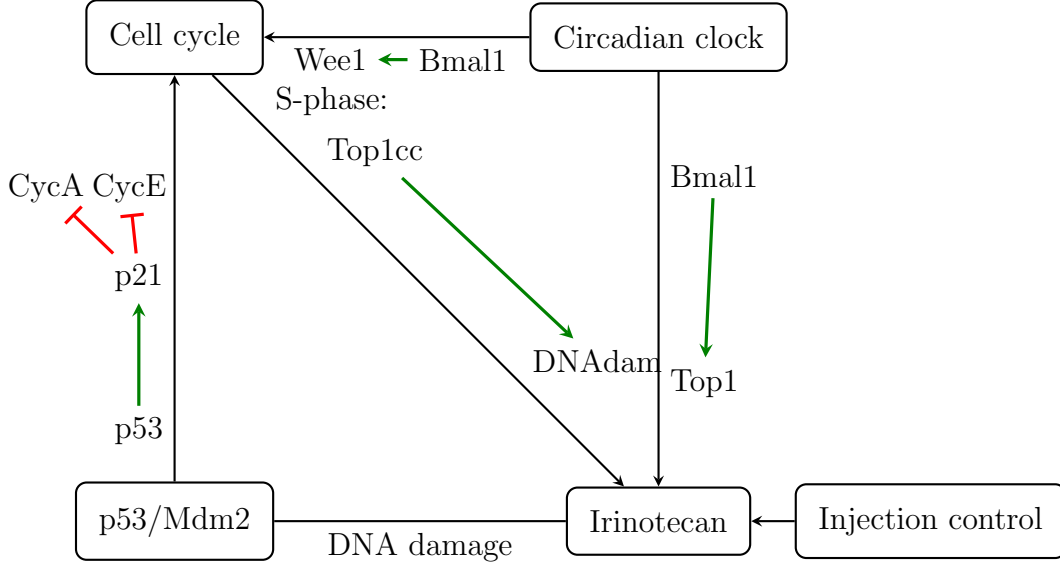 Cell cycle
Circadian clock
Wee1
Bmal1
S-phase:
Top1cc
CycA
CycE
Bmal1
p21
DNAdam
Top1
p53
p53/Mdm2
DNA damage
Irinotecan
Injection control